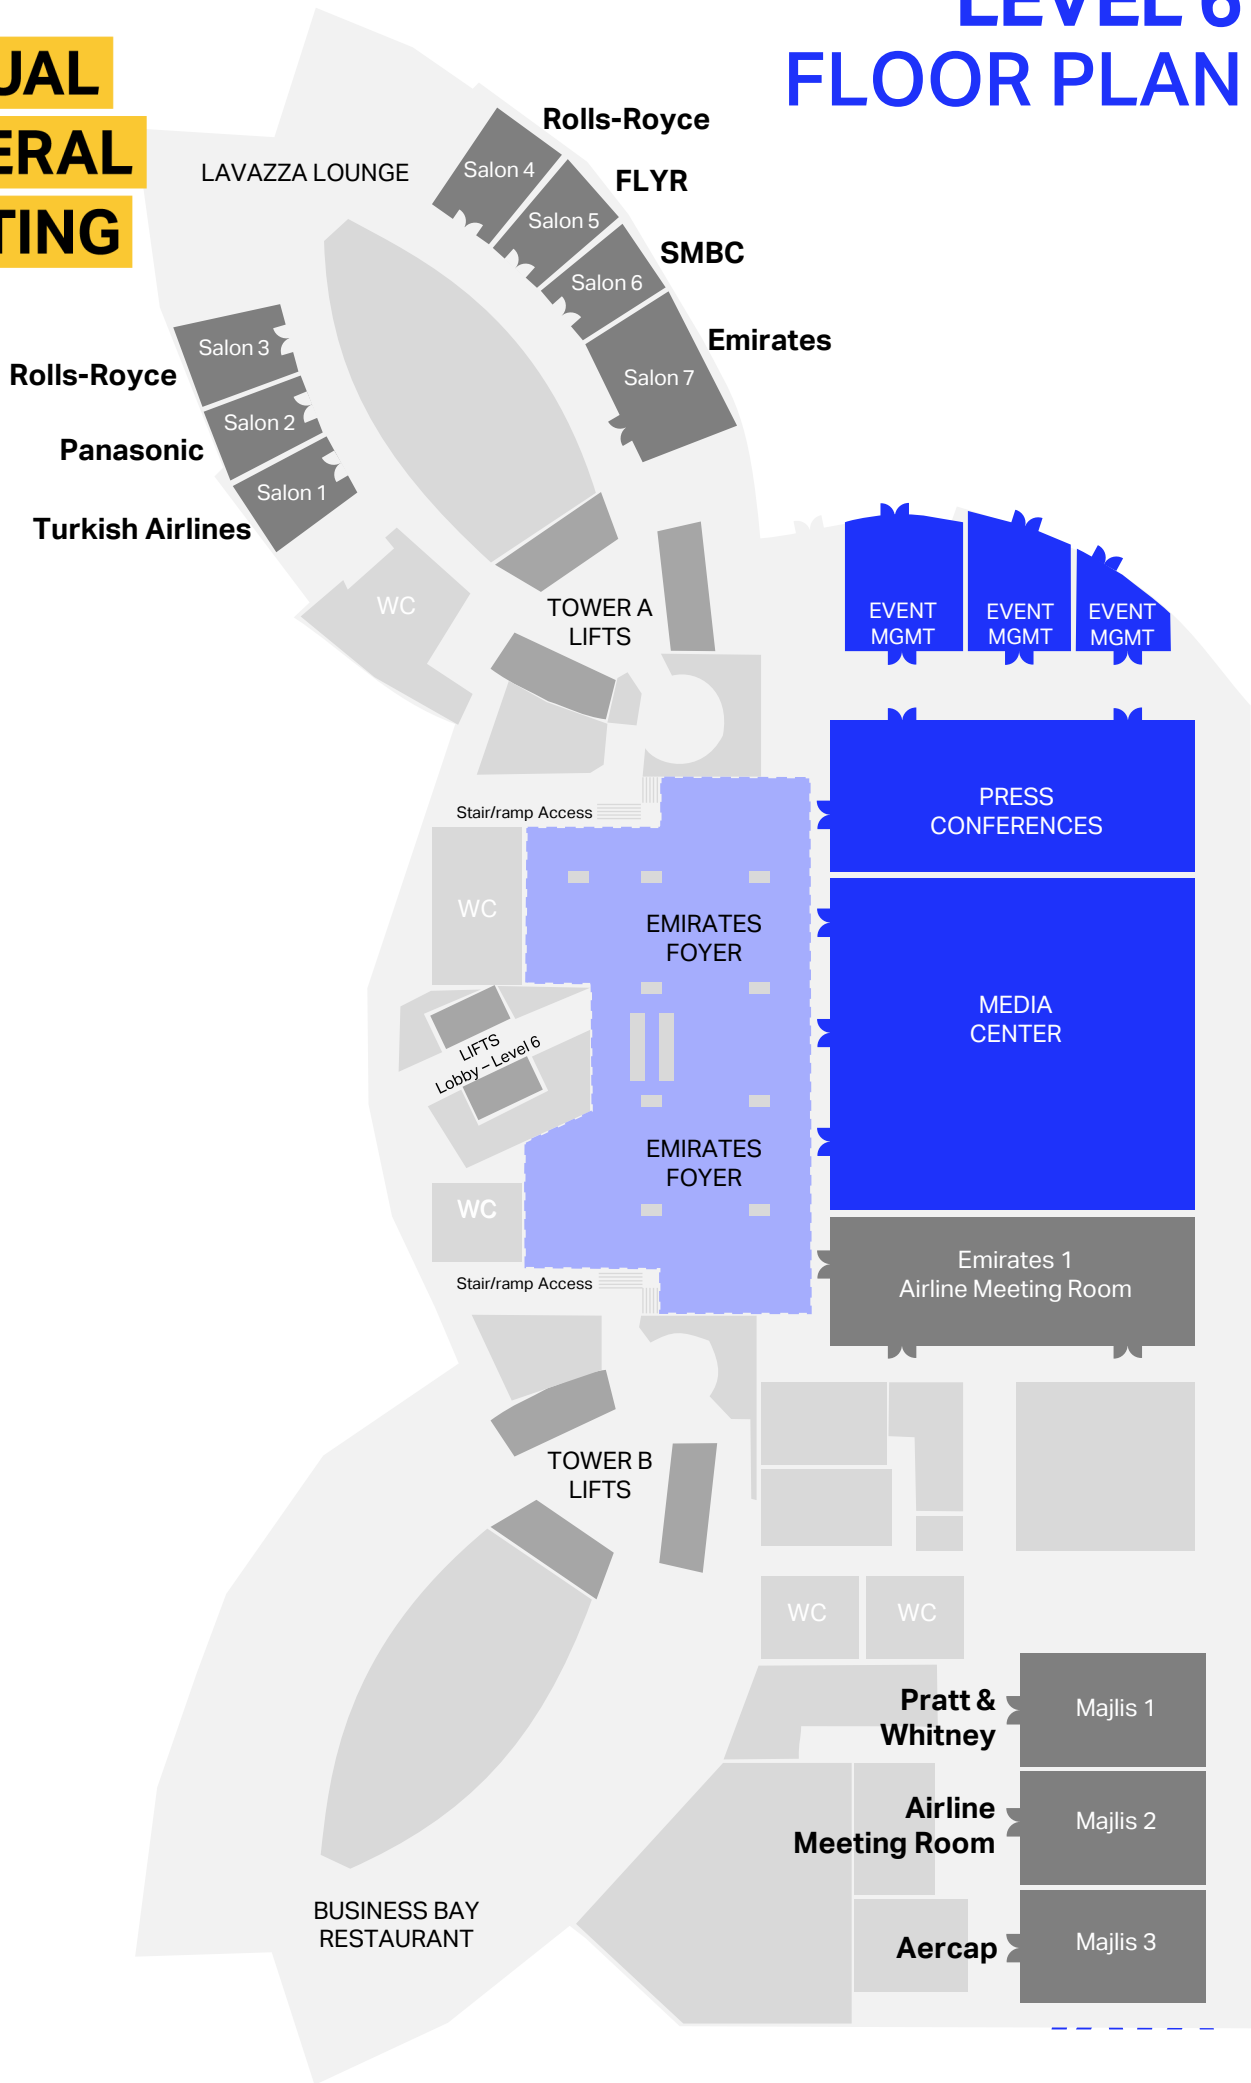 LEVEL 6
FLOOR PLAN
UAL
ERAL
TING
Rolls-Royce
LAVAZZA LOUNGE
Salon 4
FLYR
Salon 5
SMBC
Salon 6
Emirates
Salon 3
Rolls-Royce
Salon 7
Salon 2
Panasonic
Salon 1
Turkish Airlines
WC
TOWER A
LIFTS
EVENT
MGMT
EVENT
MGMT
EVENT
MGMT
PRESS
CONFERENCES
Stair/ramp Access
WC
EMIRATES
FOYER
MEDIA
CENTER
LIFTS
Lobby – Level 6
EMIRATES
FOYER
WC
Emirates 1
Airline Meeting Room
Stair/ramp Access
TOWER B
LIFTS
WC
WC
Pratt &
Whitney
Majlis 1
Airline
Meeting Room
Majlis 2
BUSINESS BAY
RESTAURANT
Aercap
Majlis 3